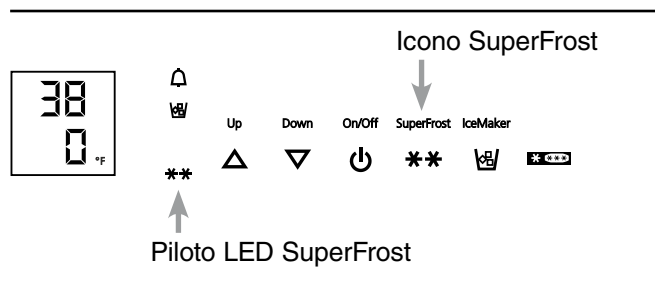 Icono SuperFrost
38
0 °F
Up Down On/Off SuperFrost IceMaker
Piloto LED SuperFrost